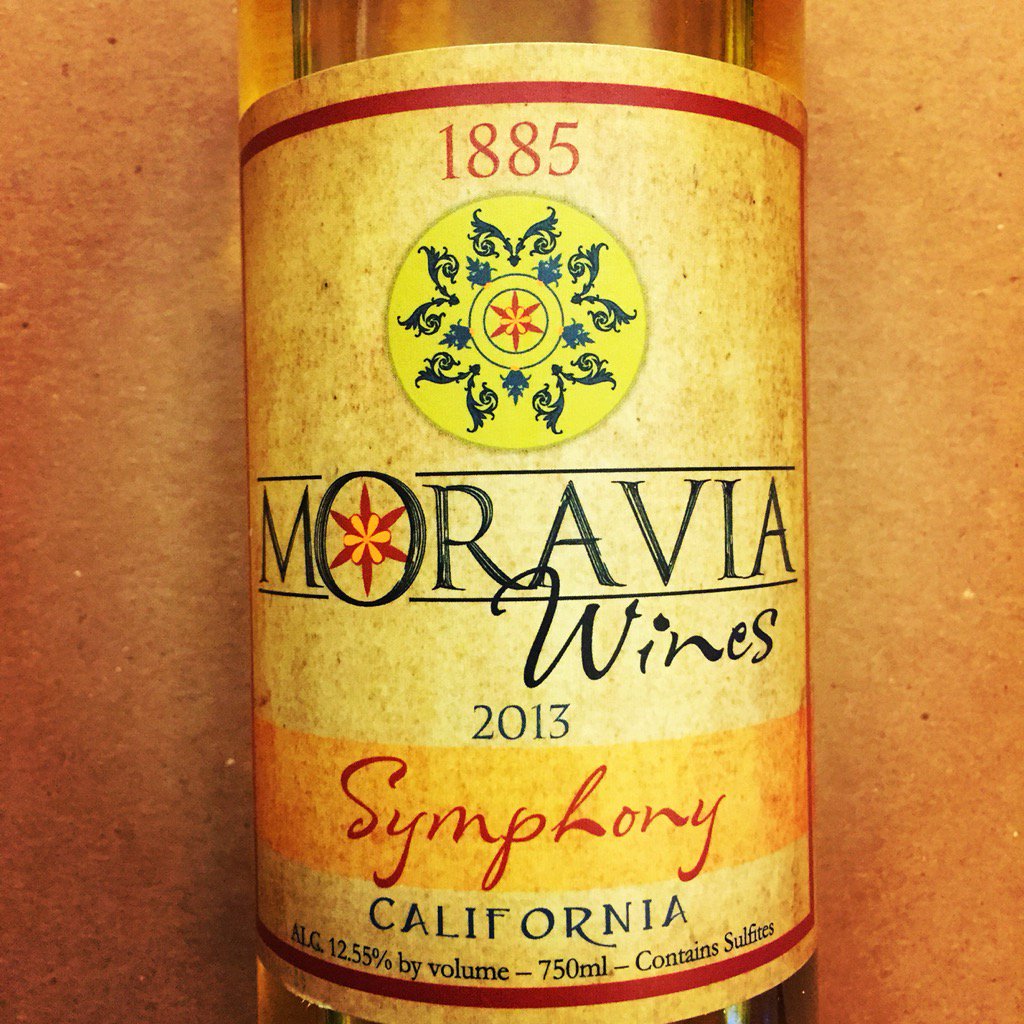 1885
MORAVIA
Wines
2013
Symphony
CALIFORNIA
ALC. 12.55% by volume – 750ml – Contains Sulfites